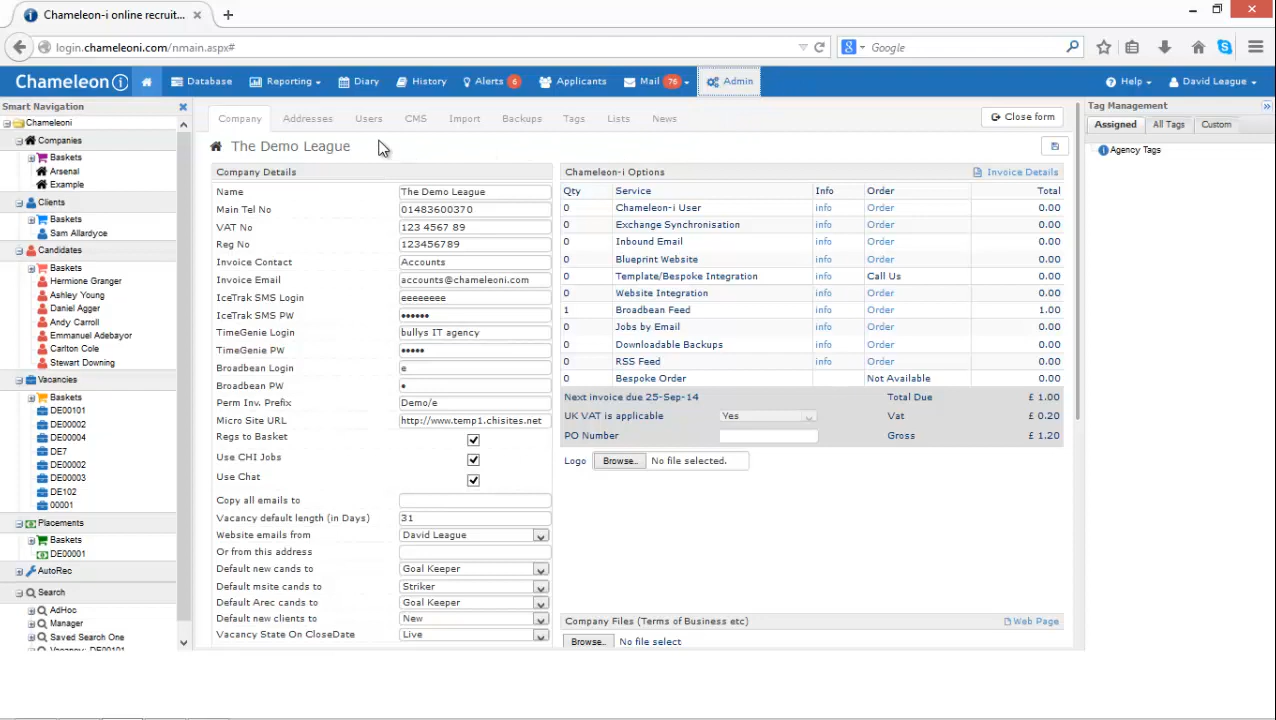 Chameleon-i online recruit...
login.chameleoni.com/nmain.aspx#
Google
Chameleon i Database Reporting Diary History Alerts 6 Applicants Mail 76 Admin Help David League
Smart Navigation
Chameleoni
Companies
Baskets
Arsenal
Example
Clients
Baskets
Sam Allardyce
Candidates
Baskets
Hermione Granger
Ashley Young
Daniel Agger
Andy Carroll
Emmanuel Adebayor
Carlton Cole
Stewart Downing
Vacancies
Baskets
DE00101
DE00002
DE00004
DE7
DE00002
DE00003
DE102
00001
Placements
Baskets
DE00001
AutoRec
Search
AdHoc
Manager
Saved Search One
Vacancy: DE00101
Company Addresses Users CMS Import Backups Tags Lists News Close form
The Demo League
Company Details
Name The Demo League
Main Tel No 01483600370
VAT No 123 4567 89
Reg No 123456789
Invoice Contact Accounts
Invoice Email accounts@chameleoni.com
IceTrak SMS Login eeeeeeee
IceTrak SMS PW ••••••
TimeGenie Login bullys IT agency
TimeGenie PW •••••
Broadbean Login e
Broadbean PW •
Perm Inv. Prefix Demo/e
Micro Site URL http://www.temp1.chisites.net
Regs to Basket
Use CHI Jobs
Use Chat
Copy all emails to
Vacancy default length (in Days) 31
Website emails from David League
Or from this address
Default new cands to Goal Keeper
Default msite cands to Striker
Default Arec cands to Goal Keeper
Default new clients to New
Vacancy State On CloseDate Live
Chameleon-i Options Invoice Details
Qty Service Info Order Total
0 Chameleon-i User info Order 0.00
0 Exchange Synchronisation info Order 0.00
0 Inbound Email info Order 0.00
0 Blueprint Website info Order 0.00
0 Template/Bespoke Integration info Call Us 0.00
0 Website Integration info Order 0.00
1 Broadbean Feed info Order 1.00
0 Jobs by Email info Order 0.00
0 Downloadable Backups info Order 0.00
0 RSS Feed info Order 0.00
0 Bespoke Order Not Available 0.00
Next invoice due 25-Sep-14 Total Due £ 1.00
UK VAT is applicable Yes Vat £ 0.20
PO Number Gross £ 1.20
Logo Browse.. No file selected.
Company Files (Terms of Business etc) Web Page
Browse.. No file select
Tag Management
Assigned All Tags Custom
Agency Tags